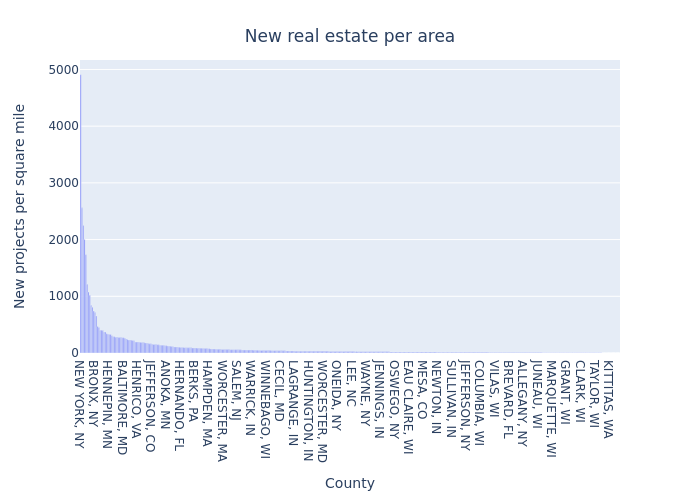 New real estate per area
New projects per square mile
5000
4000
3000
2000
1000
0
NEW YORK, NY
BRONX, NY
HENNEPIN, MN
BALTIMORE, MD
HENRICO, VA
JEFFERSON, CO
ANOKA, MN
HERNANDO, FL
BERKS, PA
HAMPDEN, MA
WORCESTER, MA
SALEM, NJ
WARRICK, IN
WINNEBAGO, WI
CECIL, MD
LAGRANGE, IN
HUNTINGTON, IN
WORCESTER, MD
ONEIDA, NY
LEE, NC
WAYNE, NY
JENNINGS, IN
OSWEGO, NY
EAU CLAIRE, WI
MESA, CO
NEWTON, IN
SULLIVAN, IN
JEFFERSON, NY
COLUMBIA, WI
VILAS, WI
BREVARD, FL
ALLEGANY, NY
JUNEAU, WI
MARQUETTE, WI
GRANT, WI
CLARK, WI
TAYLOR, WI
KITTITAS, WA
County